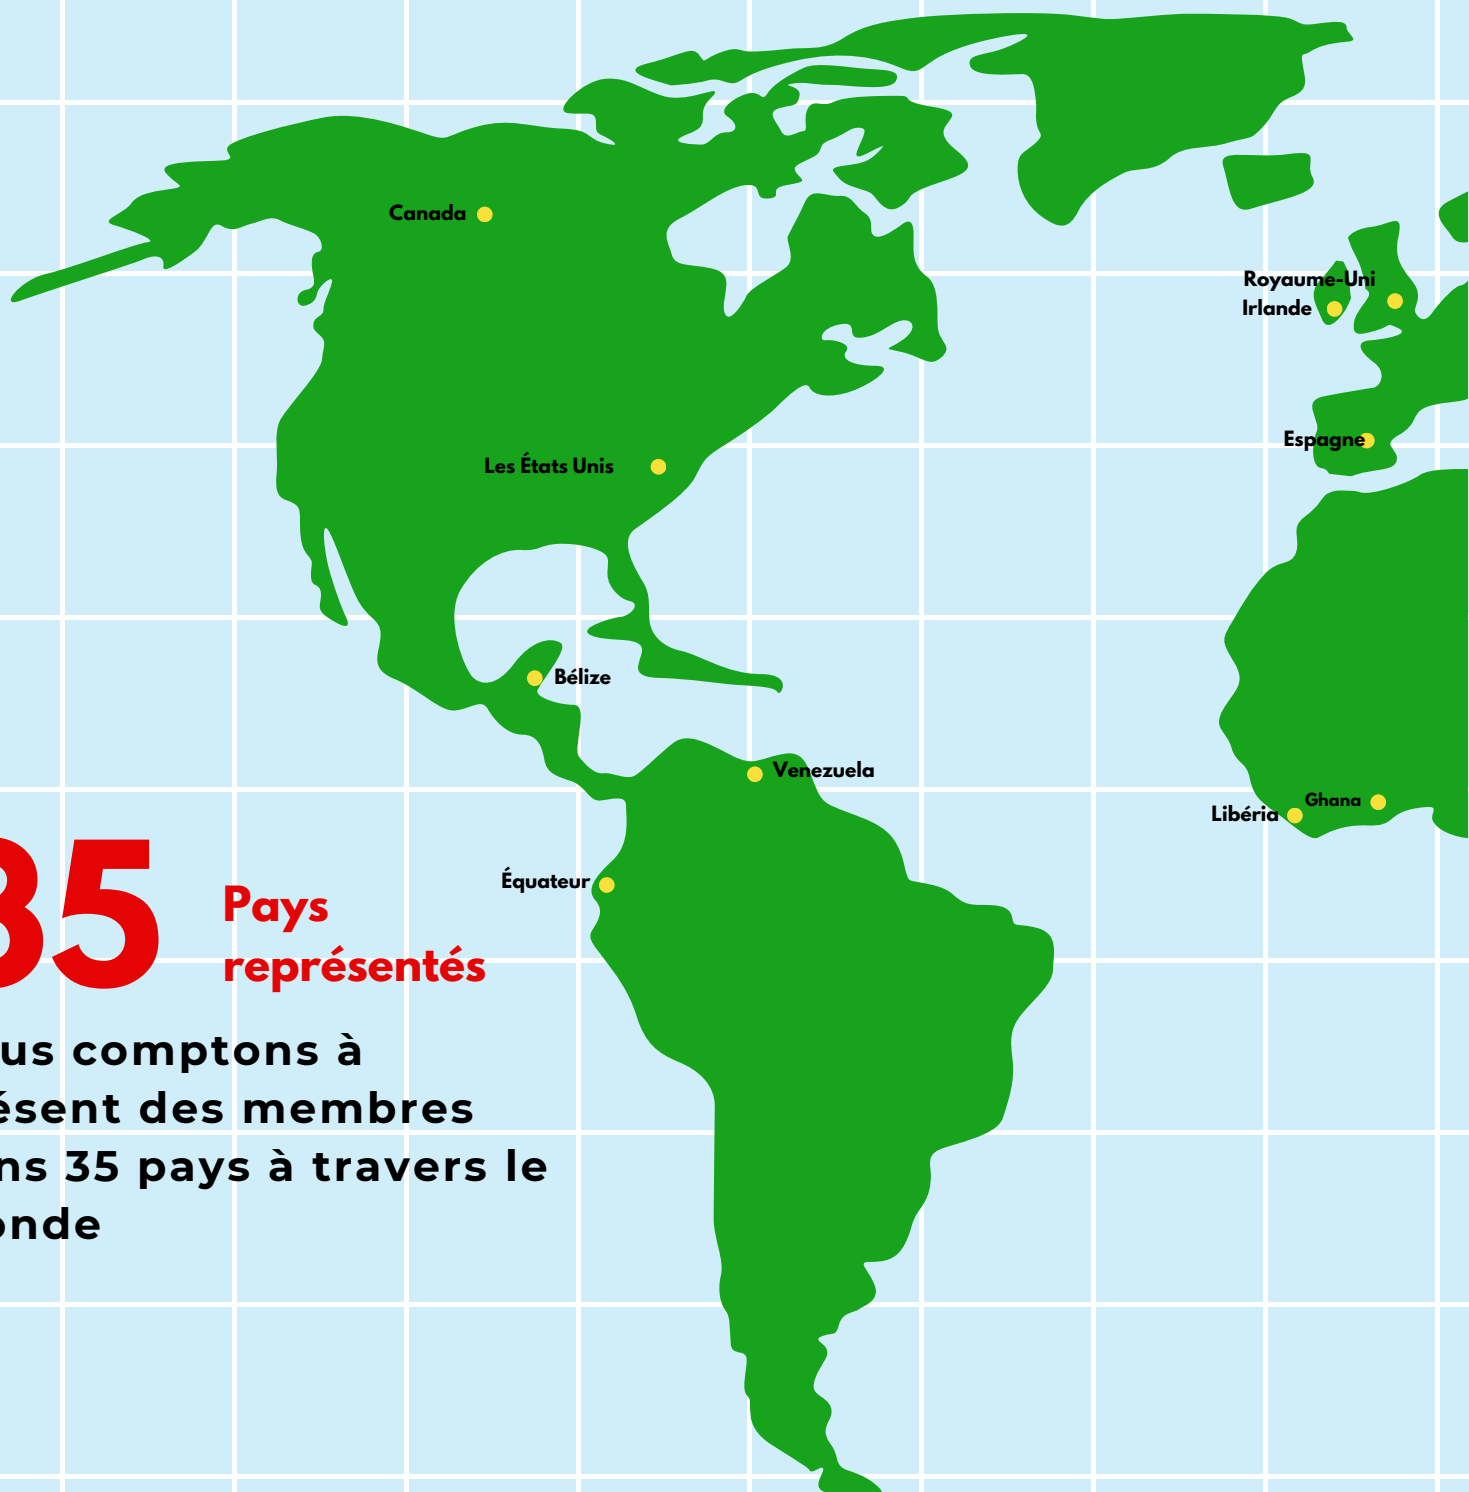 Canada
Royaume-Uni
Irlande
Espagne
Les États Unis
Bélize
Venezuela
Ghana
Libéria
Équateur
35
Pays
représentés
us comptons à
ésent des membres
ns 35 pays à travers le
onde